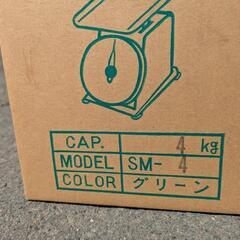 CAP. 4 kg
MODEL SM-4
COLOR グリーン